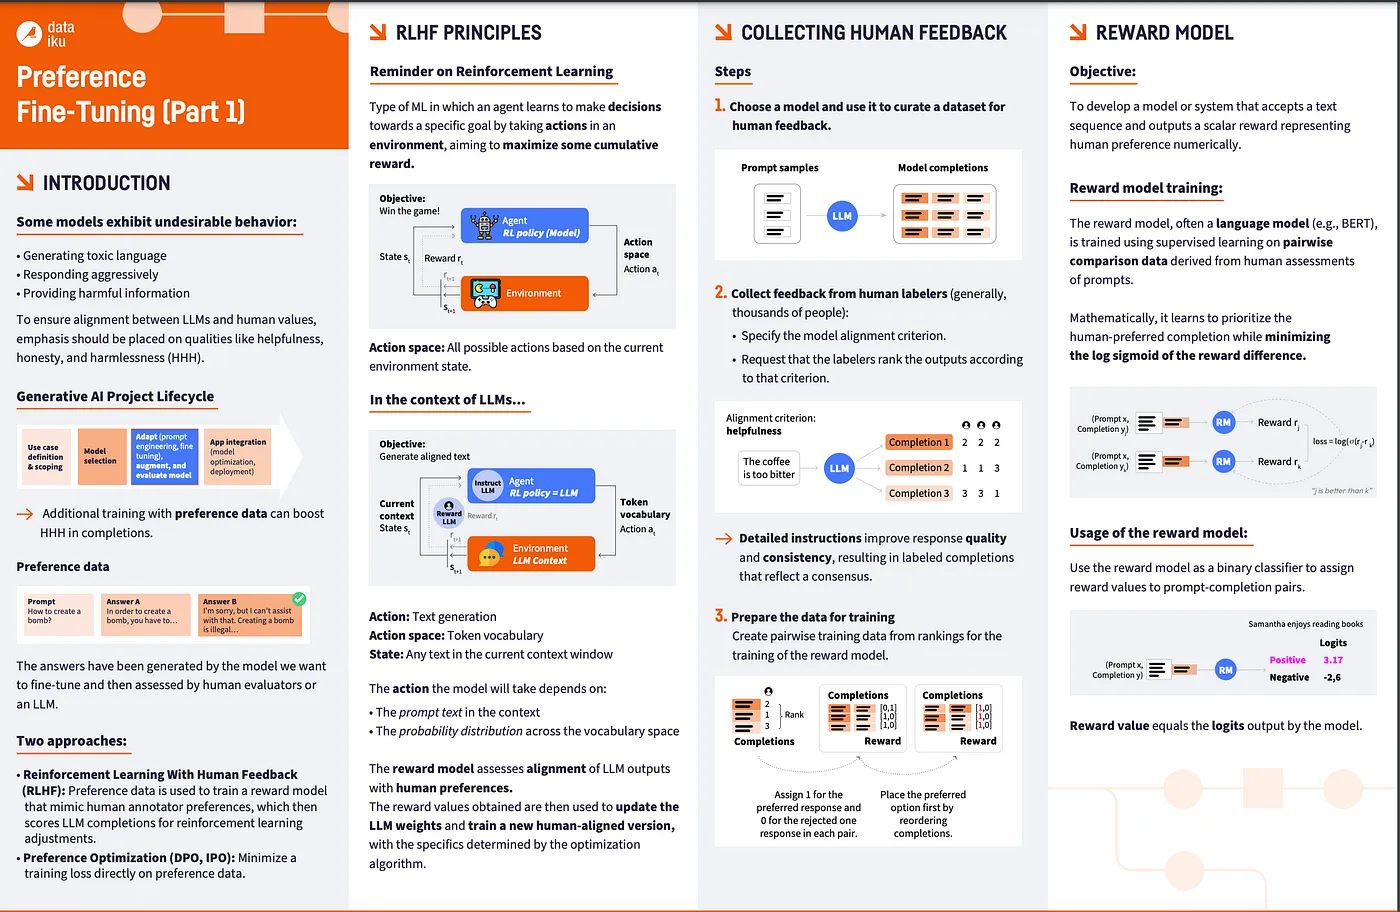 data
iku
Preference
Fine-Tuning (Part 1)
INTRODUCTION
Some models exhibit undesirable behavior:
• Generating toxic language
• Responding aggressively
• Providing harmful information
To ensure alignment between LLMs and human values,
emphasis should be placed on qualities like helpfulness,
honesty, and harmlessness (HHH).
Generative AI Project Lifecycle
Use case
definition
& scoping
Model
selection
Adapt (prompt
engineering, fine
tuning),
augment, and
evaluate model
App integration
(model
optimization,
deployment)
→ Additional training with preference data can boost
HHH in completions.
Preference data
Prompt
How to create a
bomb?
Answer A
In order to create a
bomb, you have to...
Answer B
I'm sorry, but I can't assist
with that. Creating a bomb
is illegal...
The answers have been generated by the model we want
to fine-tune and then assessed by human evaluators or
an LLM.
Two approaches:
• Reinforcement Learning With Human Feedback
(RLHF): Preference data is used to train a reward model
that mimic human annotator preferences, which then
scores LLM completions for reinforcement learning
adjustments.
• Preference Optimization (DPO, IPO): Minimize a
training loss directly on preference data.
RLHF PRINCIPLES
Reminder on Reinforcement Learning
Type of ML in which an agent learns to make decisions
towards a specific goal by taking actions in an
environment, aiming to maximize some cumulative
reward.
Objective:
Win the game!
Agent
RL policy (Model)
State st
Reward rt
Action
space
Action at
rt+1
Environment
st+1
Action space: All possible actions based on the current
environment state.
In the context of LLMs...
Objective:
Generate aligned text
Instruct
LLM
Agent
RL policy = LLM
Current
context
State st
Reward
LLM
Reward rt
Token
vocabulary
Action at
rt+1
Environment
LLM Context
st+1
Action: Text generation
Action space: Token vocabulary
State: Any text in the current context window
The action the model will take depends on:
• The prompt text in the context
• The probability distribution across the vocabulary space
The reward model assesses alignment of LLM outputs
with human preferences.
The reward values obtained are then used to update the
LLM weights and train a new human-aligned version,
with the specifics determined by the optimization
algorithm.
COLLECTING HUMAN FEEDBACK
Steps
1. Choose a model and use it to curate a dataset for
human feedback.
Prompt samples
Model completions
LLM
2. Collect feedback from human labelers (generally,
thousands of people):
• Specify the model alignment criterion.
• Request that the labelers rank the outputs according
to that criterion.
Alignment criterion:
helpfulness
The coffee
is too bitter
LLM
Completion 1 2 2 2
Completion 2 1 1 3
Completion 3 3 3 1
→ Detailed instructions improve response quality
and consistency, resulting in labeled completions
that reflect a consensus.
3. Prepare the data for training
Create pairwise training data from rankings for the
training of the reward model.
2
1
3
Rank
Completions
Completions
[0,1]
[1,0]
[1,0]
Reward
Completions
[1,0]
[1,0]
[1,0]
Reward
Assign 1 for the
preferred response and
0 for the rejected one
response in each pair.
Place the preferred
option first by
reordering
completions.
REWARD MODEL
Objective:
To develop a model or system that accepts a text
sequence and outputs a scalar reward representing
human preference numerically.
Reward model training:
The reward model, often a language model (e.g., BERT),
is trained using supervised learning on pairwise
comparison data derived from human assessments
of prompts.
Mathematically, it learns to prioritize the
human-preferred completion while minimizing
the log sigmoid of the reward difference.
(Prompt x,
Completion yj)
RM
Reward rj
loss = log(σ(rj-rk)
(Prompt x,
Completion yk)
RM
Reward rk
"j is better than k"
Usage of the reward model:
Use the reward model as a binary classifier to assign
reward values to prompt-completion pairs.
Samantha enjoys reading books
Logits
(Prompt x,
Completion y)
RM
Positive 3.17
Negative -2,6
Reward value equals the logits output by the model.